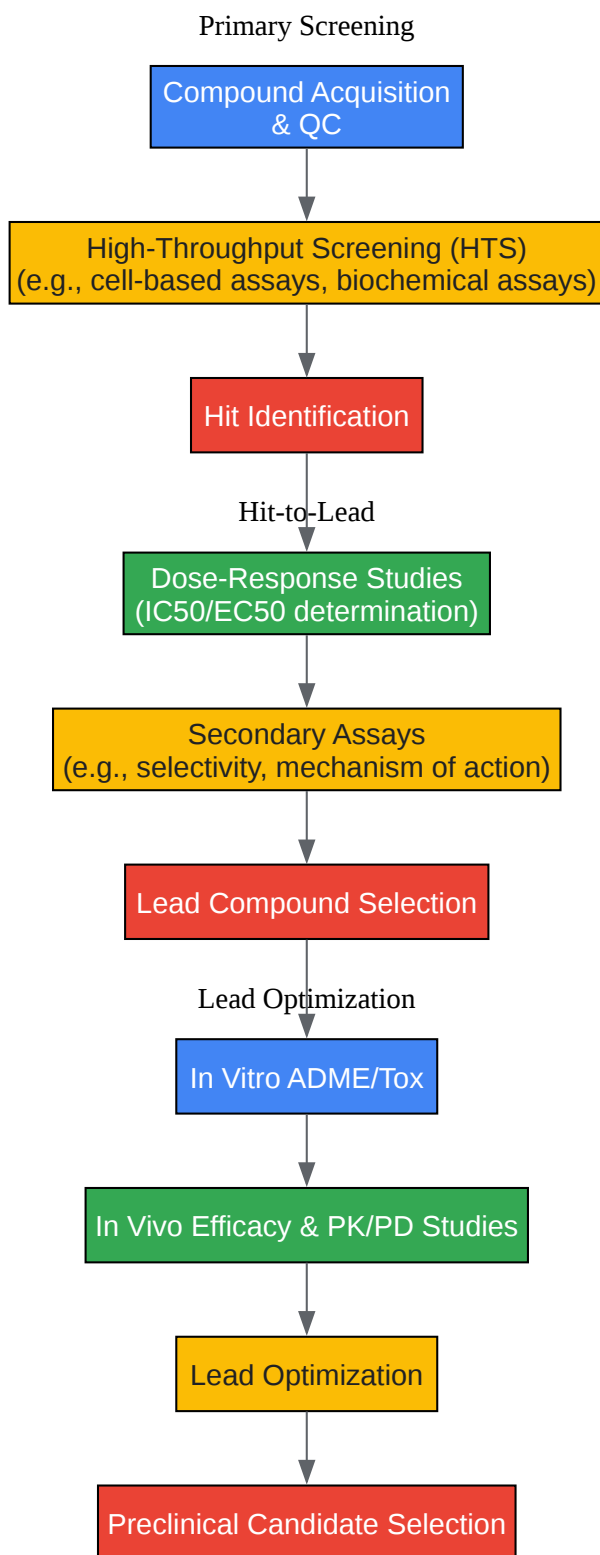 Primary Screening
Compound Acquisition
& QC
High-Throughput Screening (HTS)
(e.g., cell-based assays, biochemical assays)
Hit Identification
Hit-to-Lead
Dose-Response Studies
(IC50/EC50 determination)
Secondary Assays
(e.g., selectivity, mechanism of action)
Lead Compound Selection
Lead Optimization
In Vitro ADME/Tox
In Vivo Efficacy & PK/PD Studies
Lead Optimization
Preclinical Candidate Selection